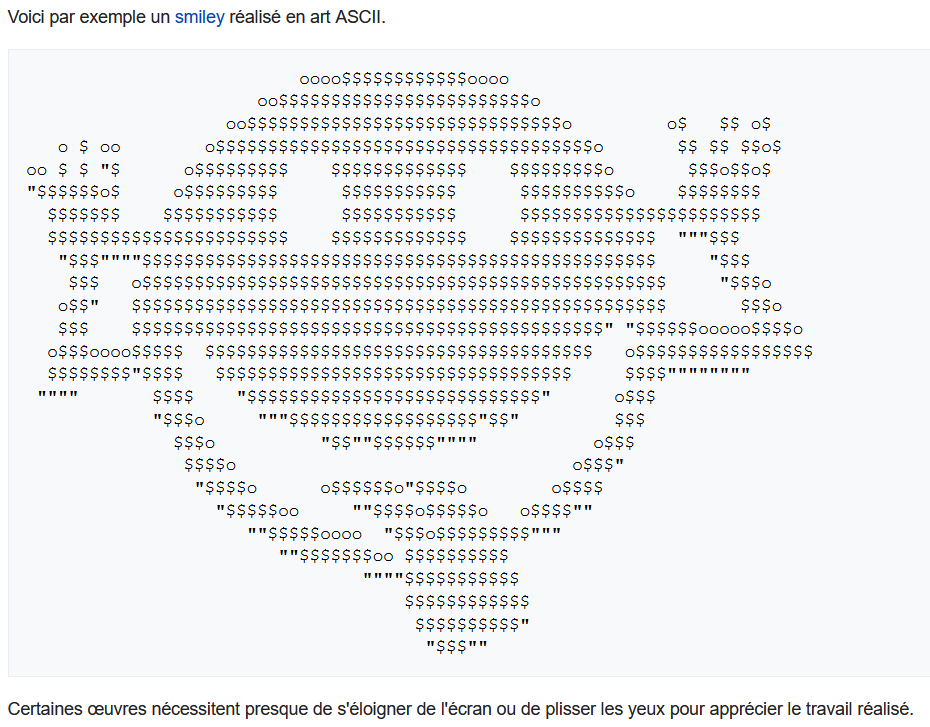 Voici par exemple un smiley réalisé en art ASCII.
                          oooo$$$$$$$$$$$$oooo
                      oo$$$$$$$$$$$$$$$$$$$$$$$$o
                   oo$$$$$$$$$$$$$$$$$$$$$$$$$$$$$$o         o$   $$ o$
   o $ oo        o$$$$$$$$$$$$$$$$$$$$$$$$$$$$$$$$$$$$o       $$ $$ $$o$
oo $ $ "$      o$$$$$$$$$    $$$$$$$$$$$$$    $$$$$$$$$o       $$$o$$o$
"$$$$$$o$     o$$$$$$$$$      $$$$$$$$$$$      $$$$$$$$$$o    $$$$$$$$
  $$$$$$$    $$$$$$$$$$$      $$$$$$$$$$$      $$$$$$$$$$$$$$$$$$$$$$$
  $$$$$$$$$$$$$$$$$$$$$$$    $$$$$$$$$$$$$    $$$$$$$$$$$$$$  """$$$
   "$$$""""$$$$$$$$$$$$$$$$$$$$$$$$$$$$$$$$$$$$$$$$$$$$$$$$$     "$$$
    $$$   o$$$$$$$$$$$$$$$$$$$$$$$$$$$$$$$$$$$$$$$$$$$$$$$$$$     "$$$o
   o$$"   $$$$$$$$$$$$$$$$$$$$$$$$$$$$$$$$$$$$$$$$$$$$$$$$$$$       $$$o
   $$$    $$$$$$$$$$$$$$$$$$$$$$$$$$$$$$$$$$$$$$$$$$$$$" "$$$$$$ooooo$$$$o
  o$$$oooo$$$$$  $$$$$$$$$$$$$$$$$$$$$$$$$$$$$$$$$$$$$   o$$$$$$$$$$$$$$$$$
  $$$$$$$$"$$$$   $$$$$$$$$$$$$$$$$$$$$$$$$$$$$$$$$$     $$$$""""""""
 """"       $$$$    "$$$$$$$$$$$$$$$$$$$$$$$$$$$$"      o$$$
            "$$$o     """$$$$$$$$$$$$$$$$$$"$$"         $$$
              $$$o          "$$""$$$$$$""""           o$$$
               $$$$o                                o$$$"
                "$$$$o      o$$$$$$o"$$$$o        o$$$$
                  "$$$$$oo     ""$$$$o$$$$$o   o$$$$""
                     ""$$$$$oooo  "$$$o$$$$$$$$$"""
                        ""$$$$$$$oo $$$$$$$$$$
                                """"$$$$$$$$$$$
                                    $$$$$$$$$$$$
                                     $$$$$$$$$$"
                                      "$$$""
Certaines œuvres nécessitent presque de s'éloigner de l'écran ou de plisser les yeux pour apprécier le travail réalisé.